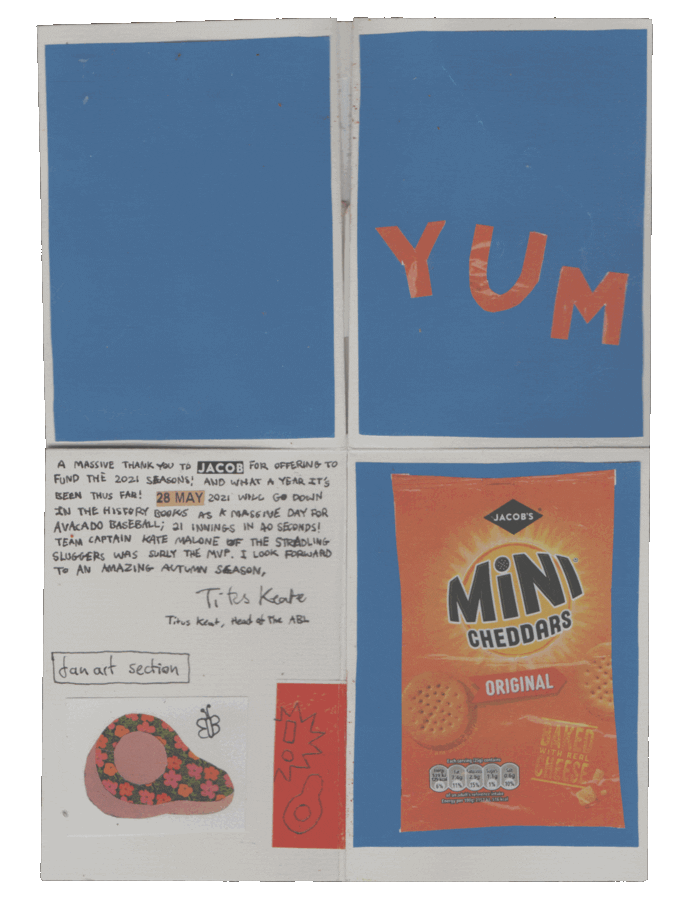 YUM
A MASSIVE THANK YOU TO JACOB FOR OFFERING TO
FUND THE 2021 SEASONS! AND WHAT A YEAR IT'S
BEEN THUS FAR! 28 MAY 2021 WILL GO DOWN
IN THE HISTORY BOOKS AS A MASSIVE DAY FOR
AVACADO BASEBALL; 21 INNINGS IN 40 SECONDS!
TEAM CAPTAIN KATE MALONE OF THE STRADLING
SLUGGERS WAS SURLY THE MVP. I LOOK FORWARD
TO AN AMAZING AUTUMN SEASON,
Titus Keate
Titus Keat, Head of the ABL
fan art section
JACOB'S
MiNi
CHEDDARS
ORIGINAL
BAKED
WITH REAL
CHEESE